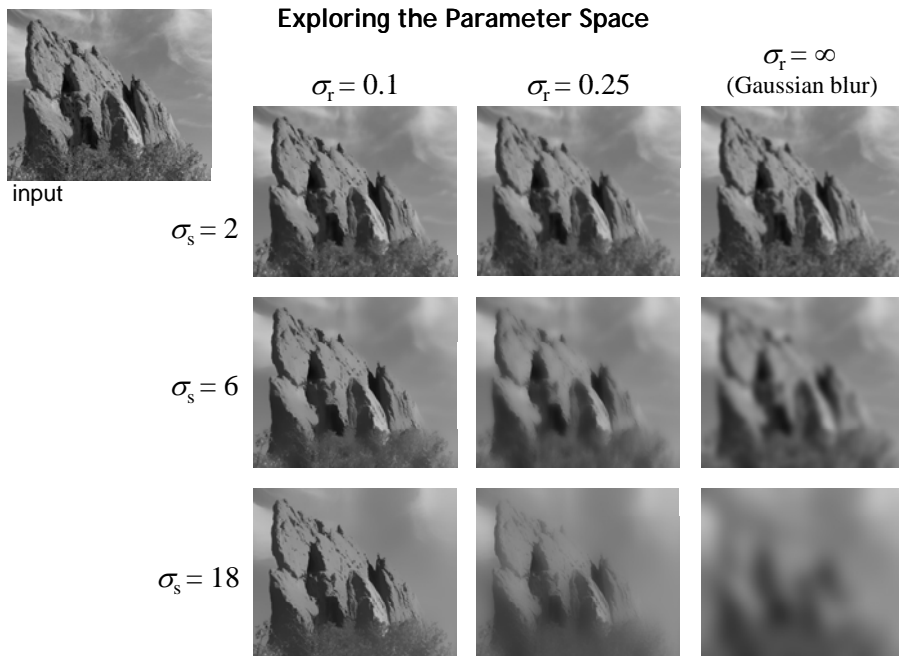 Exploring the Parameter Space
input
σr = 0.1
σr = 0.25
σr = ∞
(Gaussian blur)
σs = 2
σs = 6
σs = 18